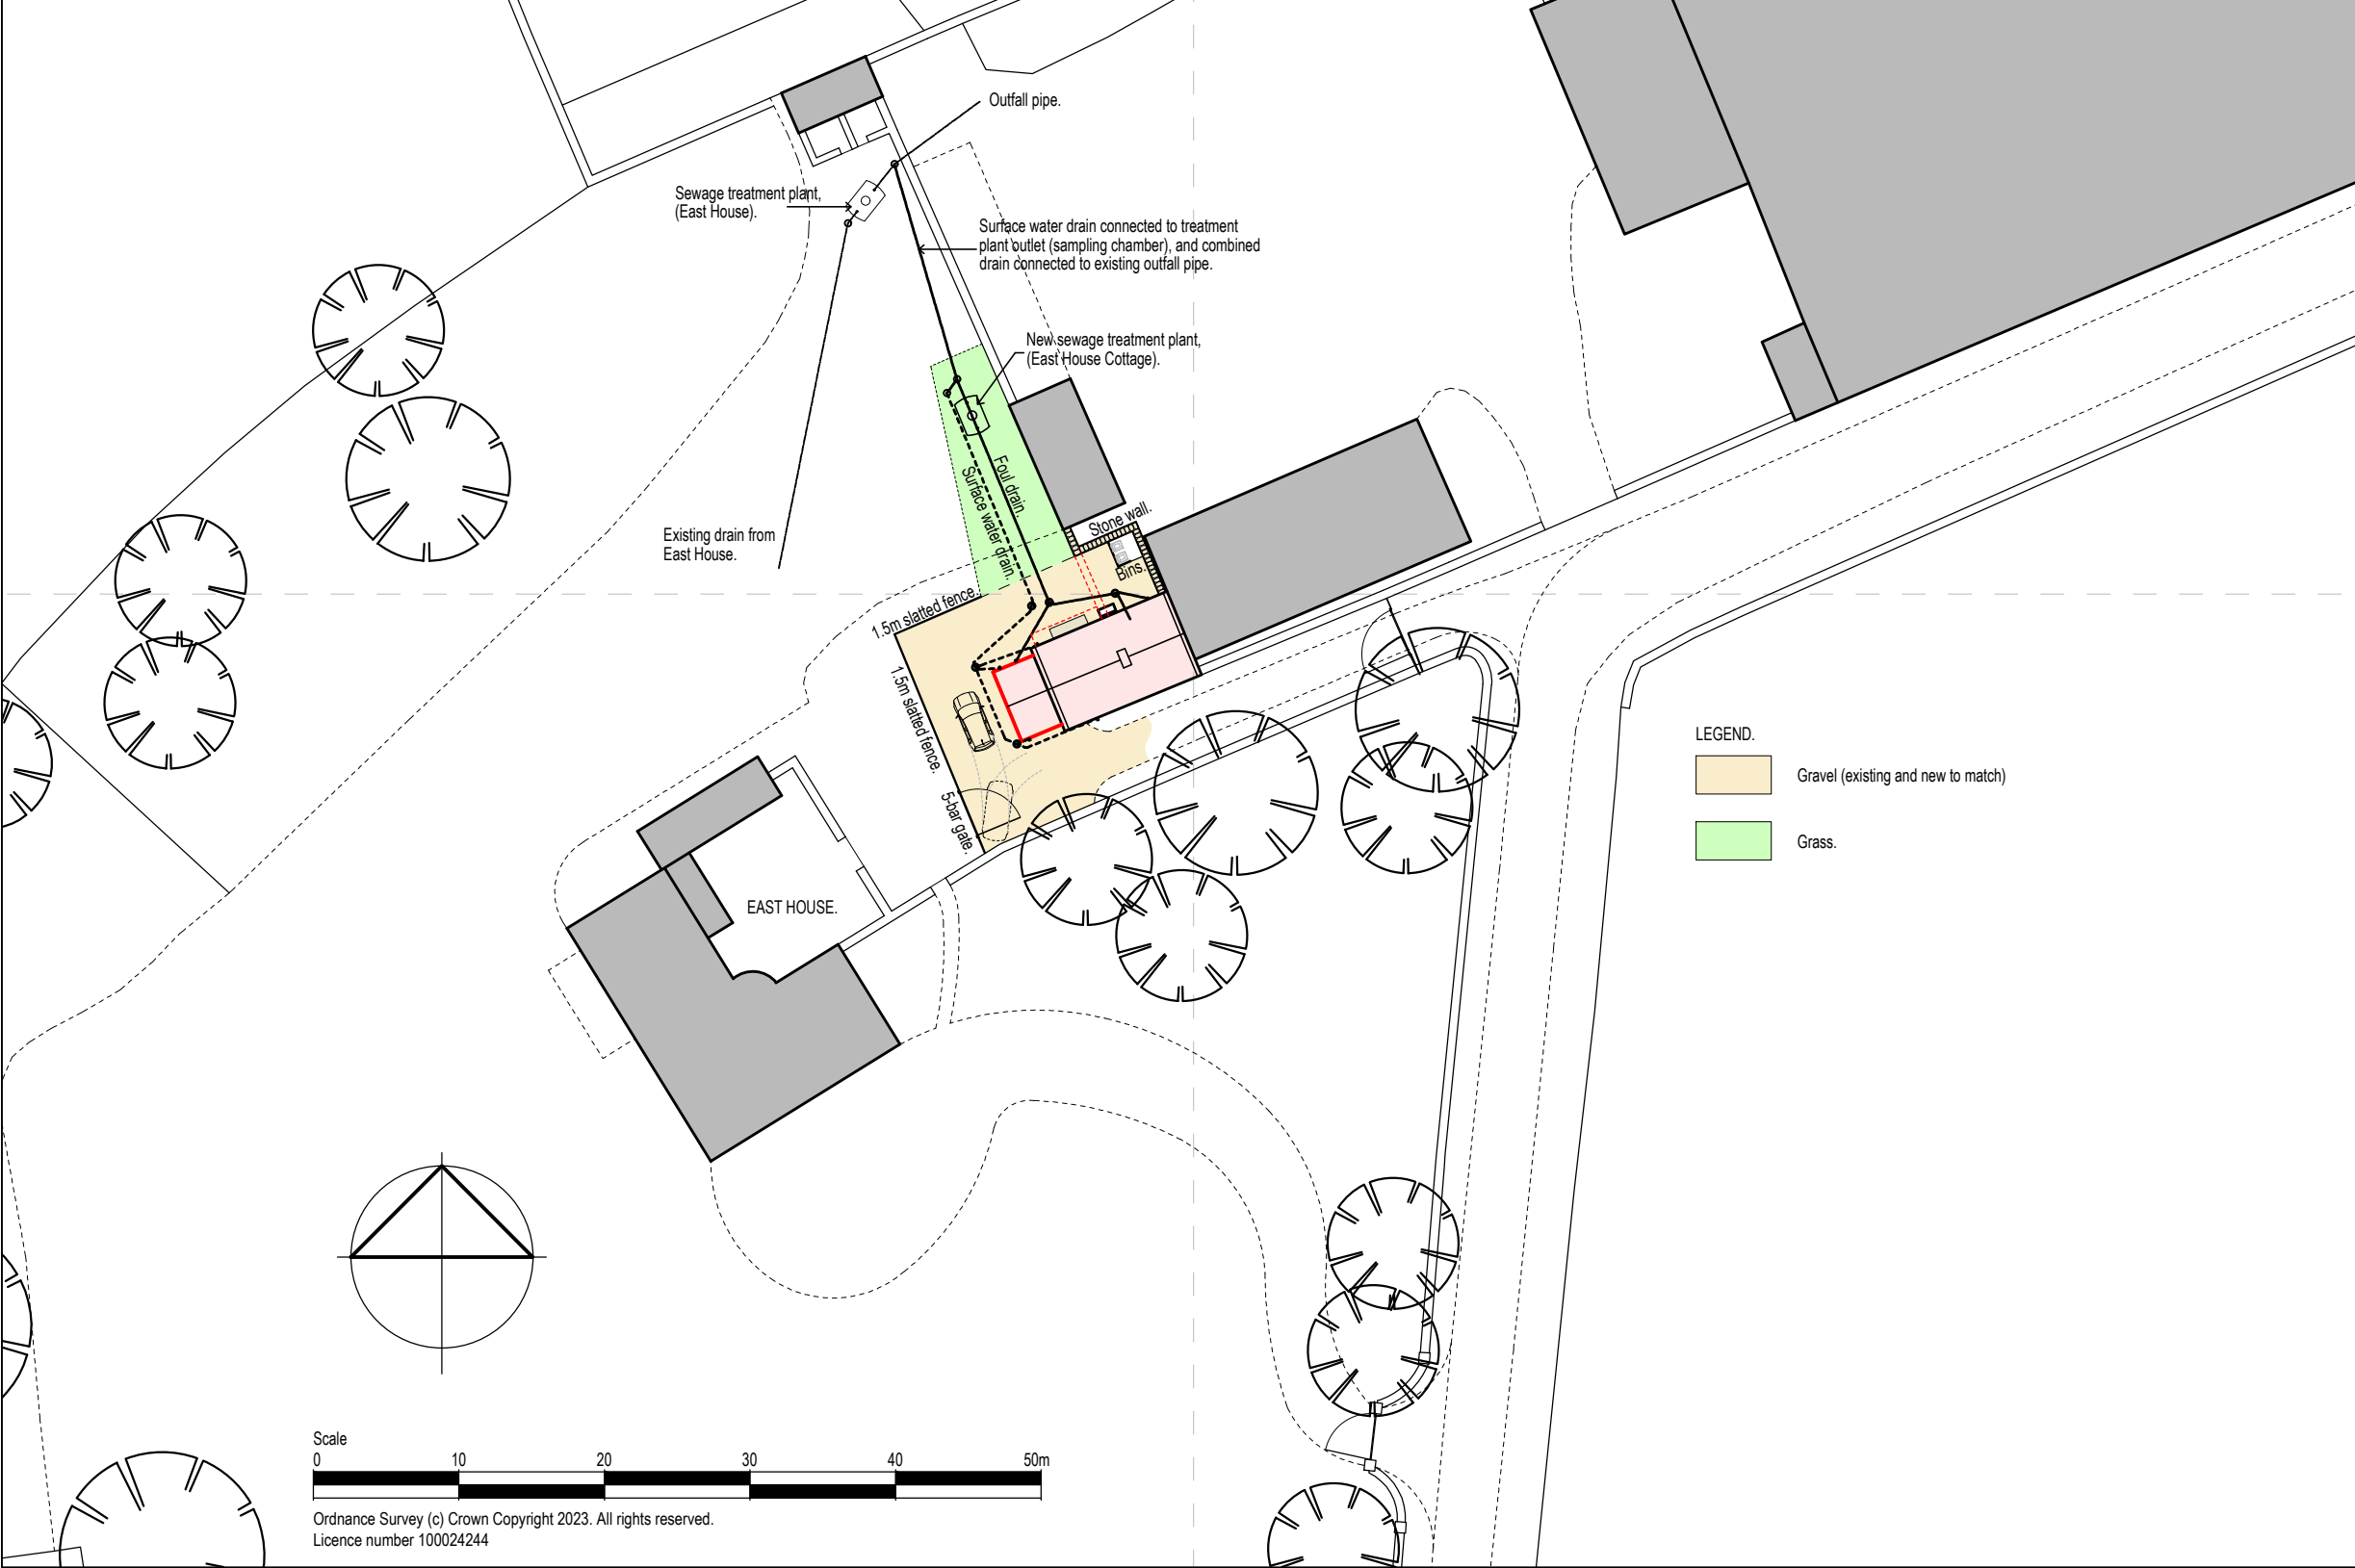 Outfall pipe.
Sewage treatment plant,
(East House).
Surface water drain connected to treatment
plant outlet (sampling chamber), and combined
drain connected to existing outfall pipe.
New sewage treatment plant,
(East House Cottage).
Foul drain.
Surface water drain.
Existing drain from
East House.
Stone wall.
Bins.
1.5m slatted fence.
1.5m slatted fence.
5-bar gate.
EAST HOUSE.
LEGEND.
Gravel (existing and new to match)
Grass.
Scale
0 10 20 30 40 50m
Ordnance Survey (c) Crown Copyright 2023. All rights reserved.
Licence number 100024244